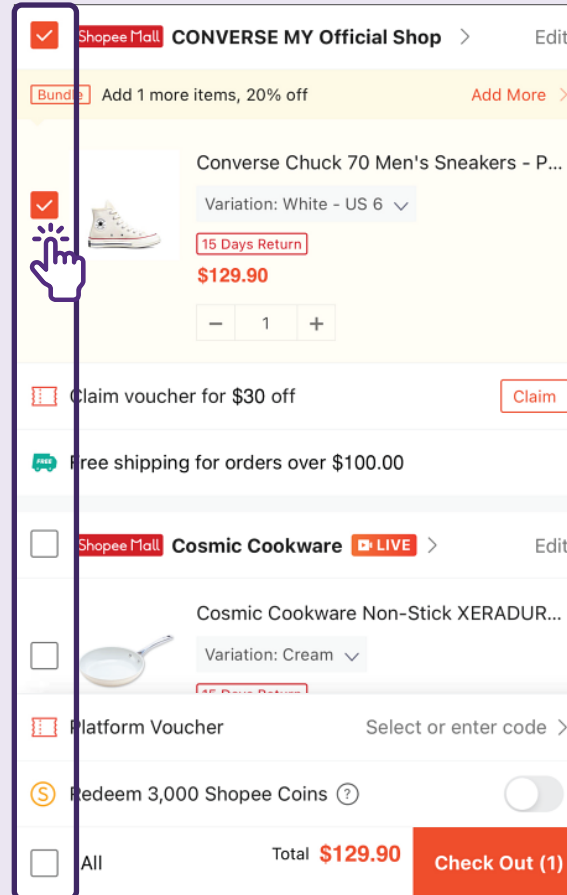 Shopee Mall CONVERSE MY Official Shop > Edit
Bundle Add 1 more items, 20% off Add More >
Converse Chuck 70 Men's Sneakers - P...
Variation: White - US 6
15 Days Return
$129.90
− 1 +
Claim voucher for $30 off Claim
FREE Free shipping for orders over $100.00
Shopee Mall Cosmic Cookware LIVE > Edit
Cosmic Cookware Non-Stick XERADUR...
Variation: Cream
15 Days Return
Platform Voucher Select or enter code >
S Redeem 3,000 Shopee Coins ?
All Total $129.90 Check Out (1)